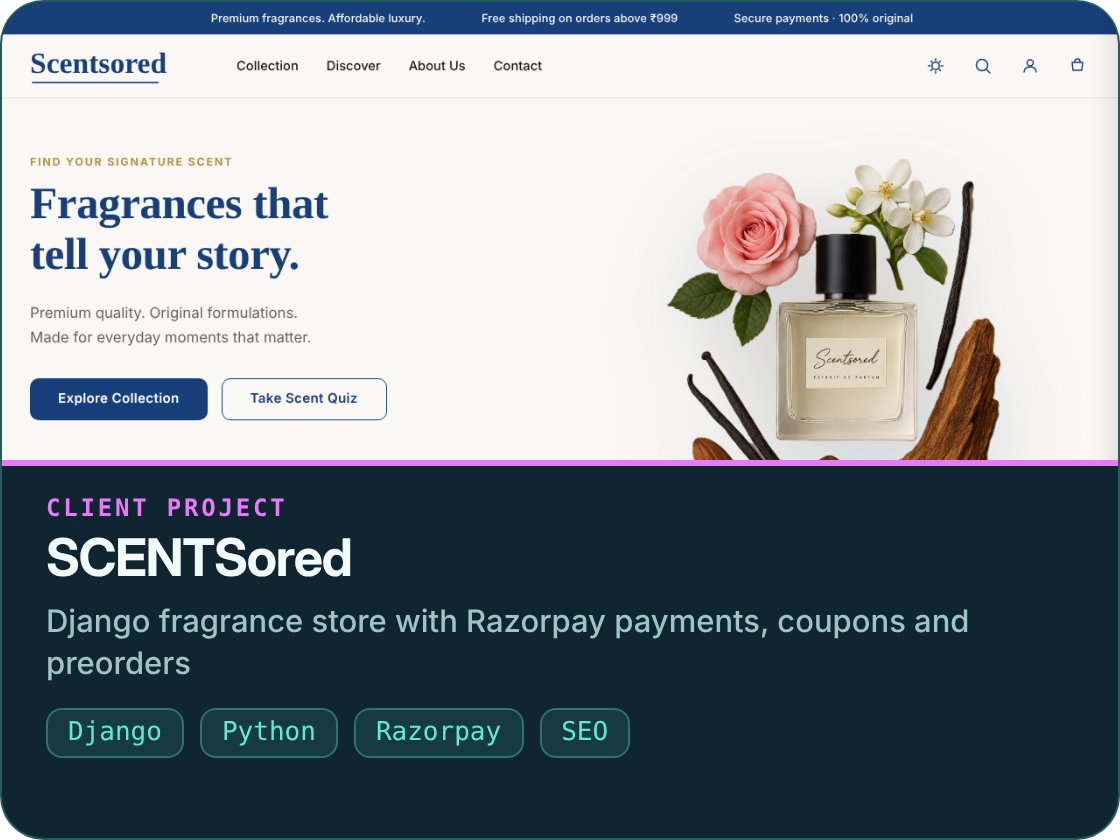 Premium fragrances. Affordable luxury. Free shipping on orders above ₹999 Secure payments · 100% original
Scentsored Collection Discover About Us Contact
FIND YOUR SIGNATURE SCENT
Fragrances that
tell your story.
Premium quality. Original formulations.
Made for everyday moments that matter.
Explore Collection Take Scent Quiz
Scentsored
EXTRAIT DE PARFUM
CLIENT PROJECT
SCENTSored
Django fragrance store with Razorpay payments, coupons and
preorders
Django Python Razorpay SEO